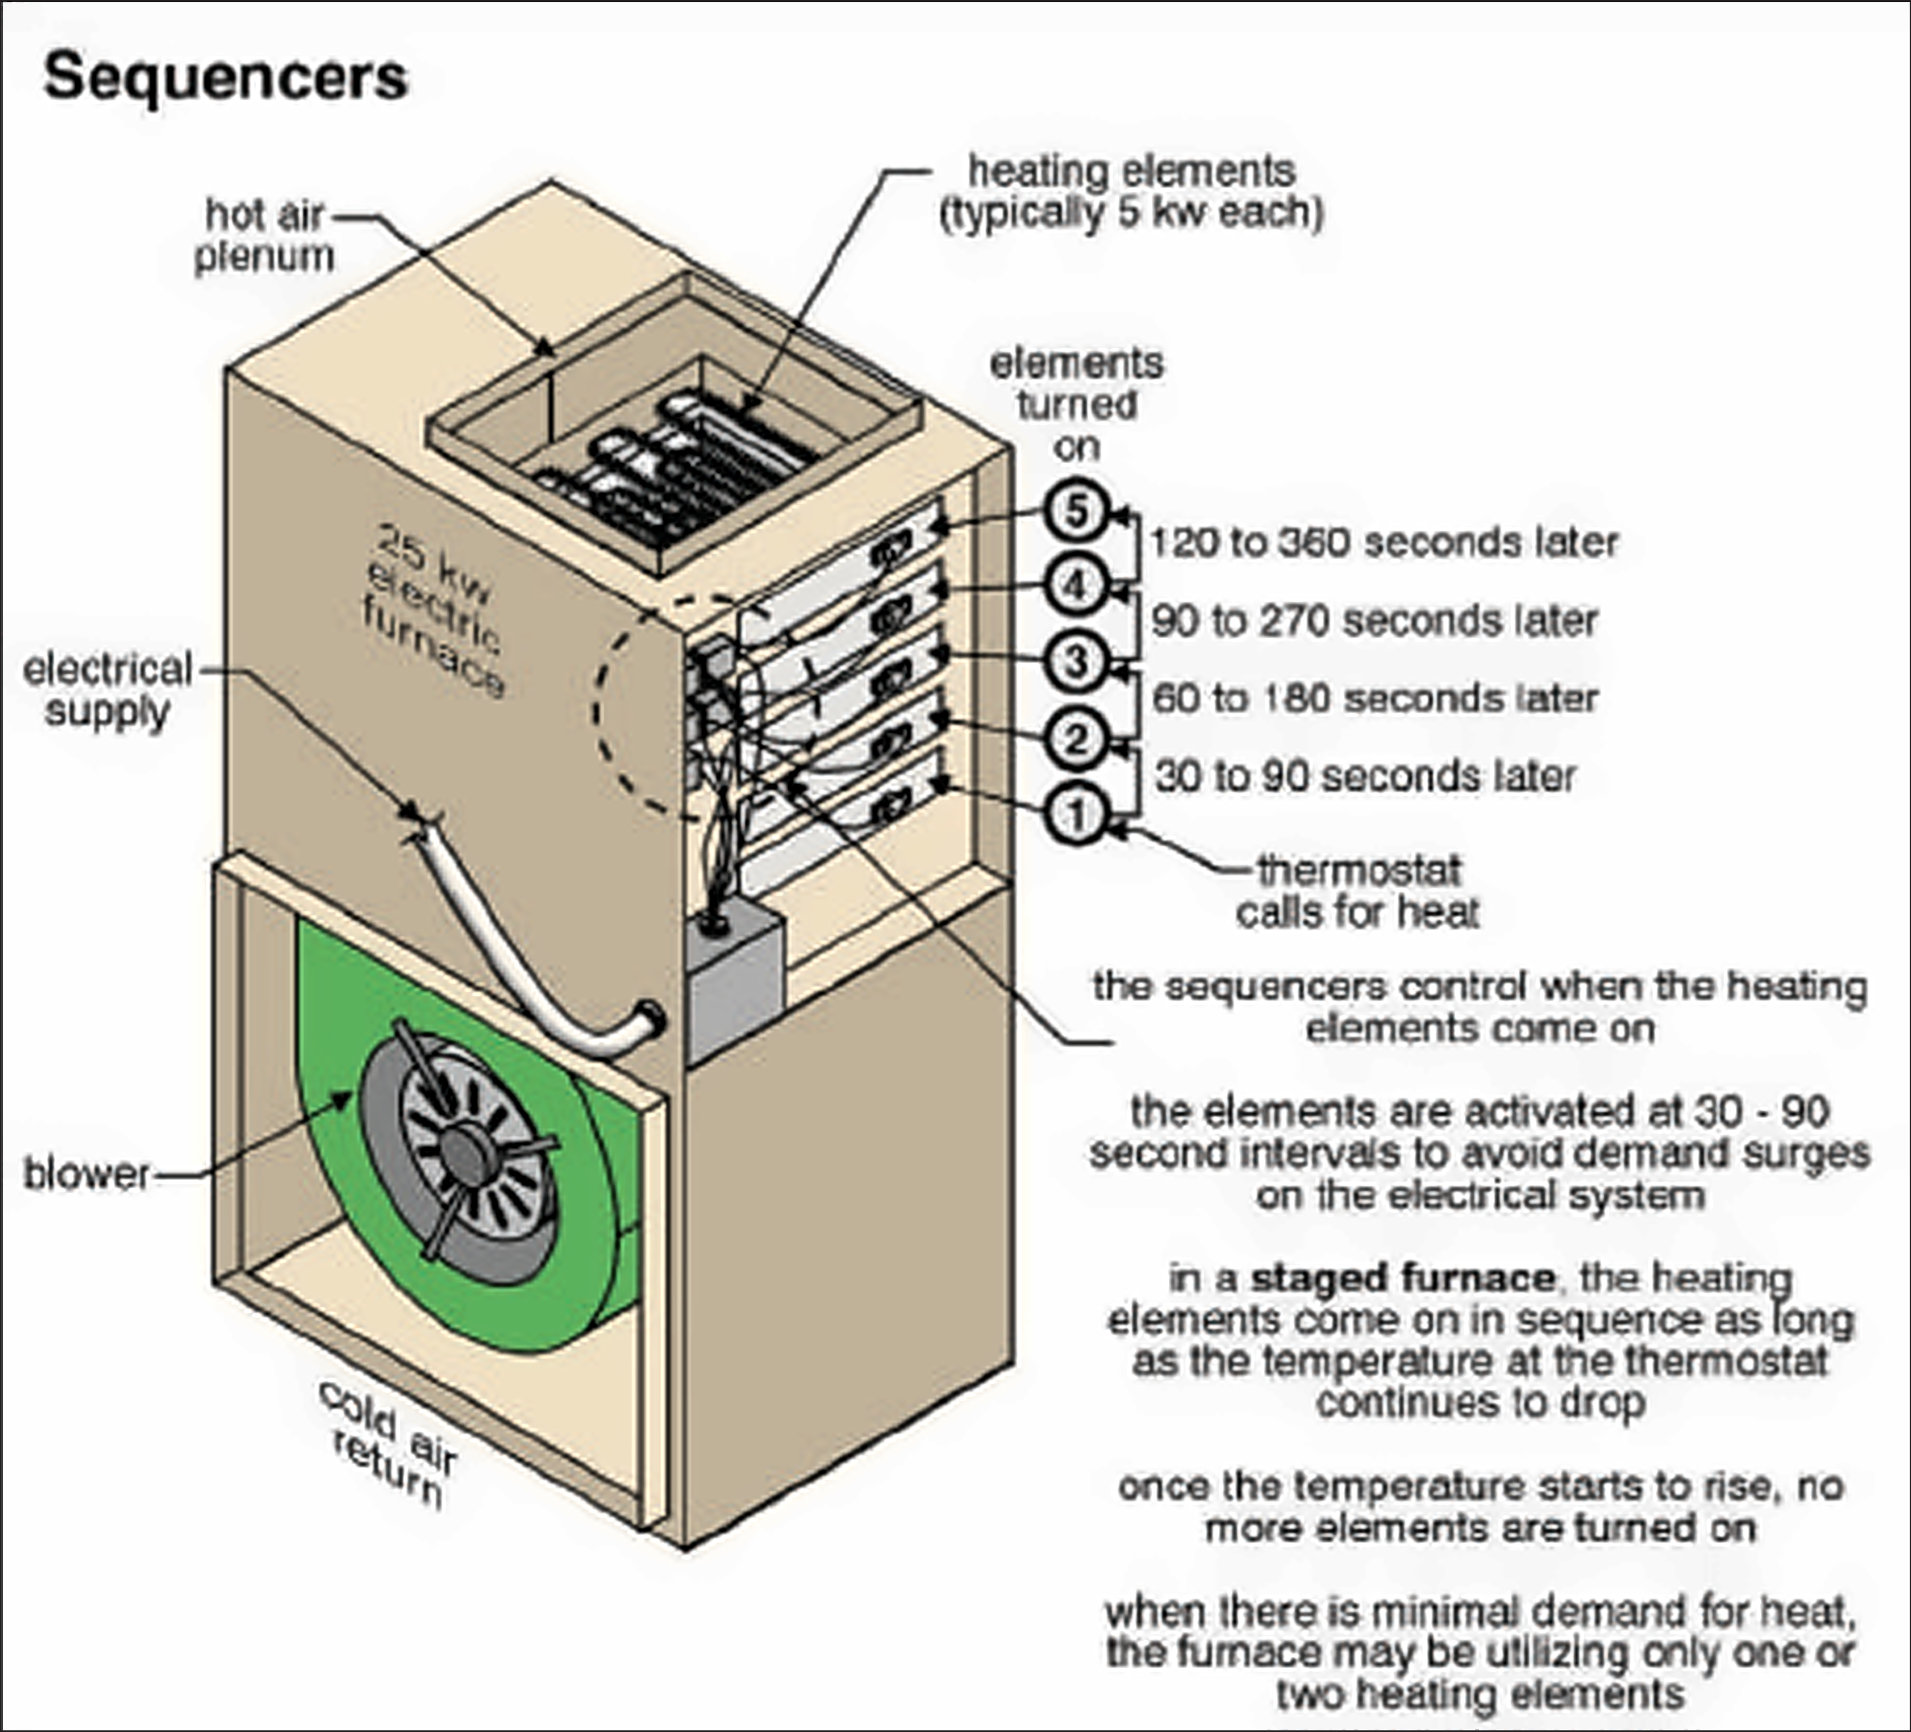 Sequencers
hot air
plenum
heating elements
(typically 5 kw each)
elements
turned
on
25 kw
electric
furnace
electrical
supply
5
4
3
2
1
120 to 360 seconds later
90 to 270 seconds later
60 to 180 seconds later
30 to 90 seconds later
thermostat
calls for heat
blower
cold air
return
the sequencers control when the heating
elements come on
the elements are activated at 30 - 90
second intervals to avoid demand surges
on the electrical system
in a staged furnace, the heating
elements come on in sequence as long
as the temperature at the thermostat
continues to drop
once the temperature starts to rise, no
more elements are turned on
when there is minimal demand for heat,
the furnace may be utilizing only one or
two heating elements